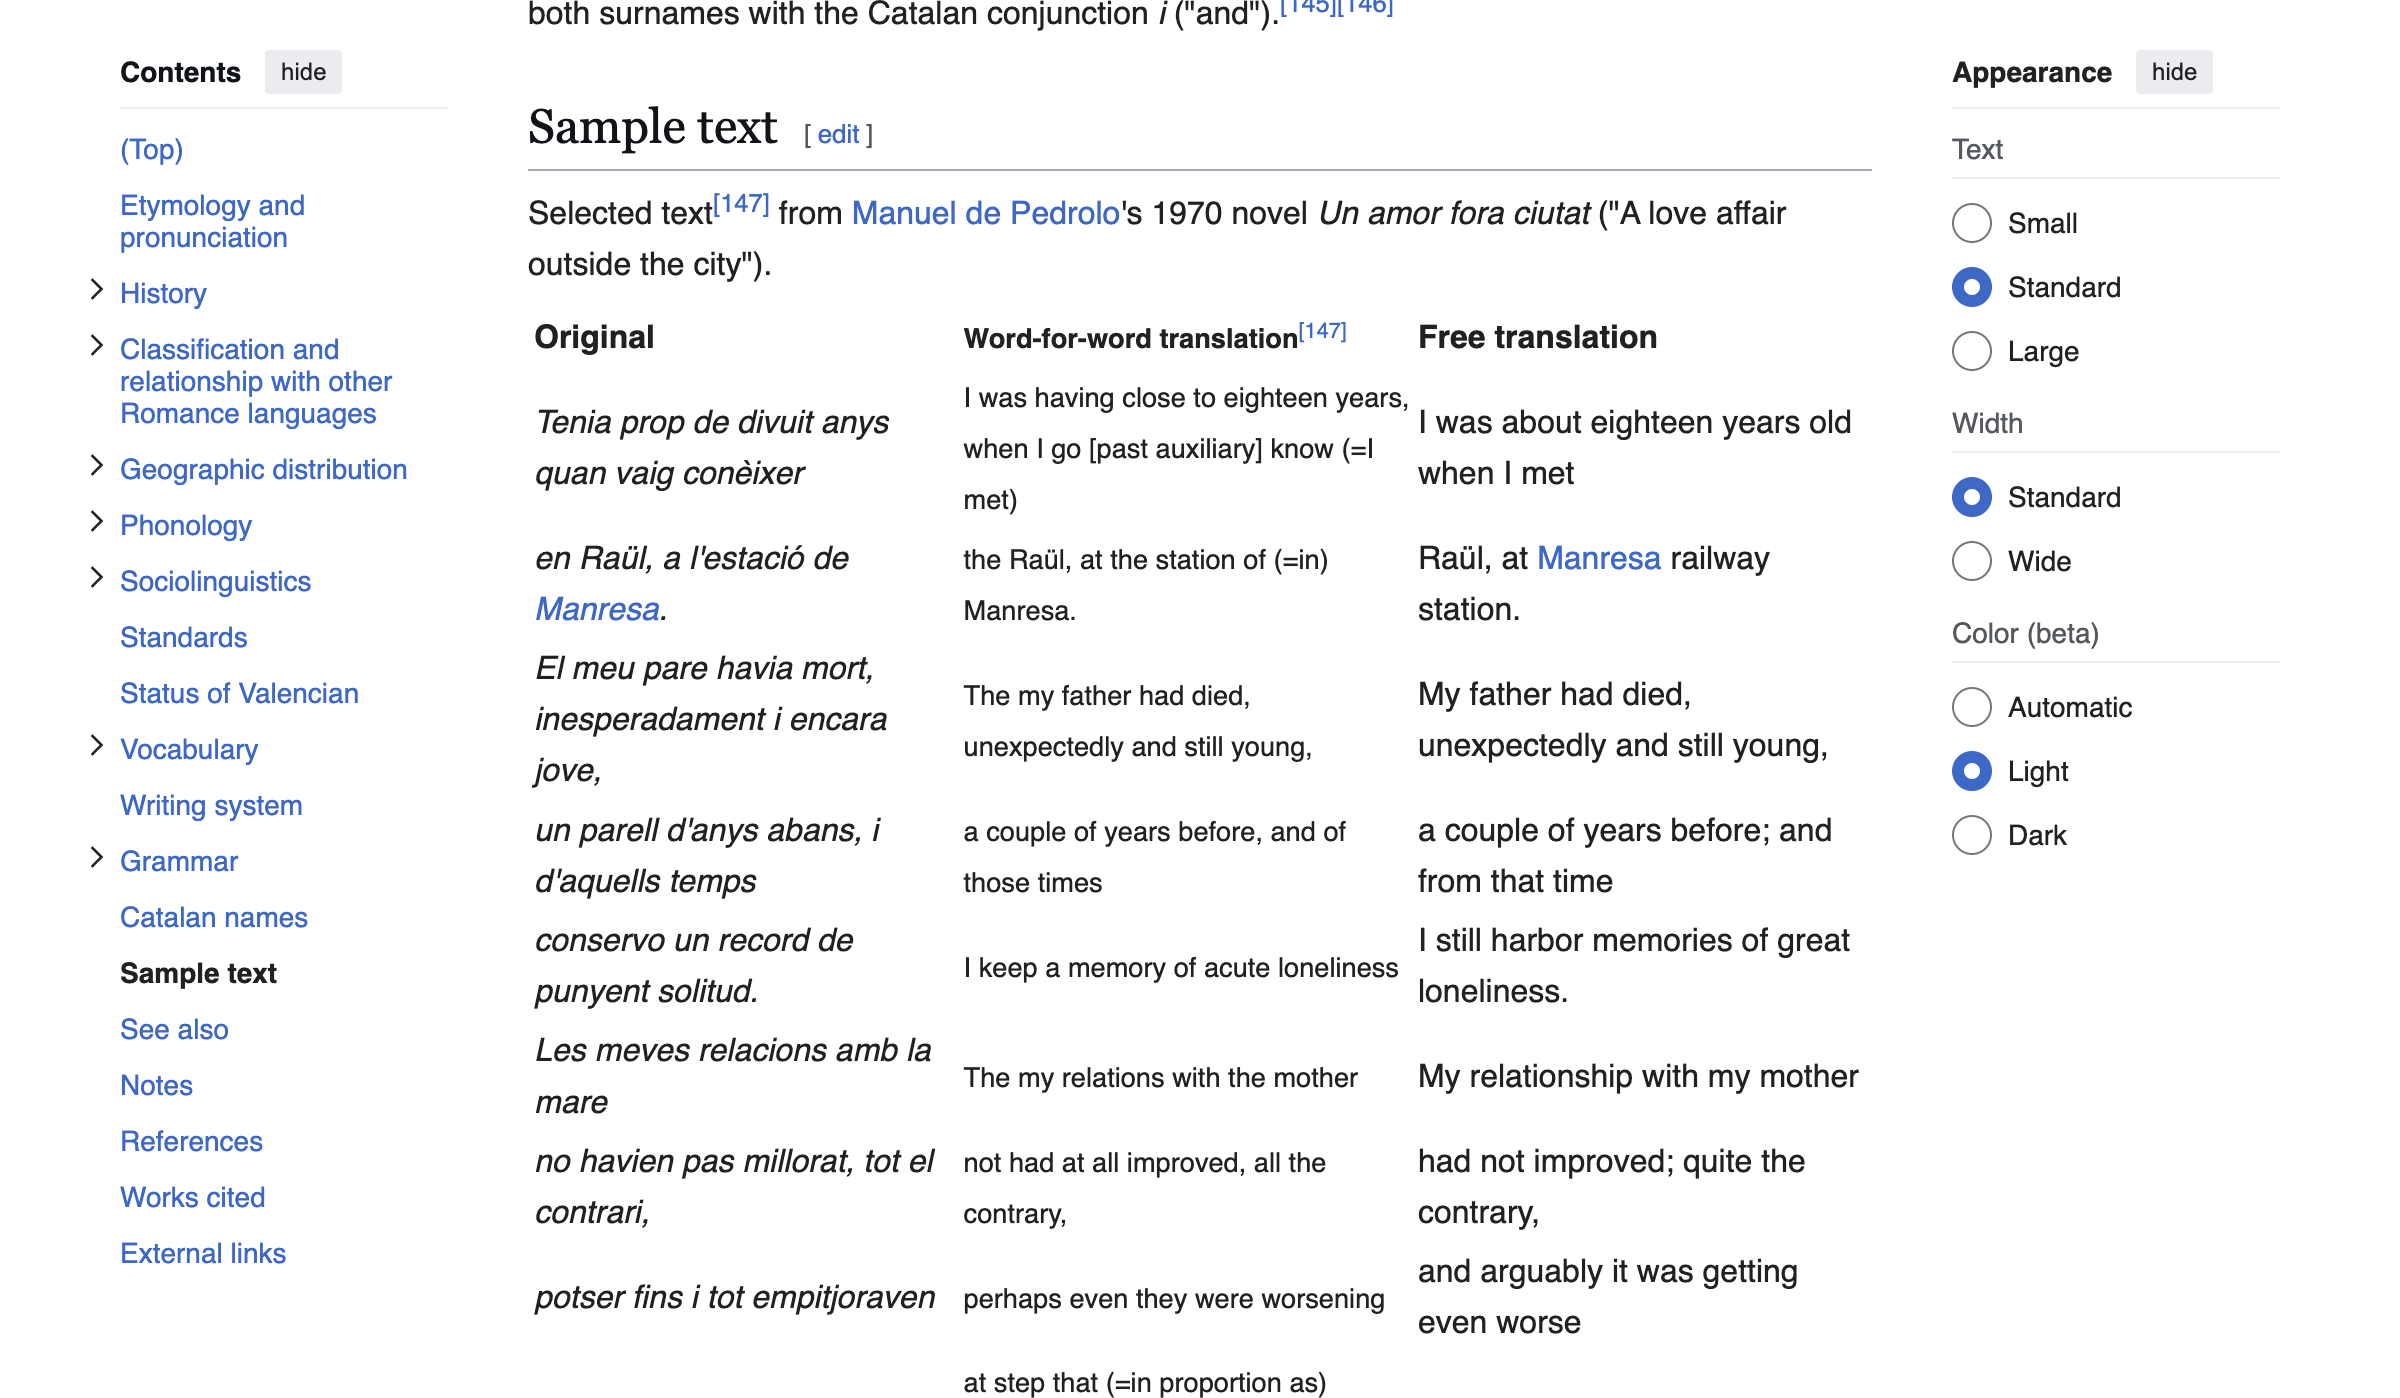 both surnames with the Catalan conjunction i ("and").[145][146]
Contents hide
(Top)
Etymology and
pronunciation
History
Classification and
relationship with other
Romance languages
Geographic distribution
Phonology
Sociolinguistics
Standards
Status of Valencian
Vocabulary
Writing system
Grammar
Catalan names
Sample text
See also
Notes
References
Works cited
External links
Sample text [ edit ]
Selected text[147] from Manuel de Pedrolo's 1970 novel Un amor fora ciutat ("A love affair
outside the city").
Original Word-for-word translation[147] Free translation
Tenia prop de divuit anys
quan vaig conèixer
I was having close to eighteen years,
when I go [past auxiliary] know (=I
met)
I was about eighteen years old
when I met
en Raül, a l'estació de
Manresa.
the Raül, at the station of (=in)
Manresa.
Raül, at Manresa railway
station.
El meu pare havia mort,
inesperadament i encara
jove,
The my father had died,
unexpectedly and still young,
My father had died,
unexpectedly and still young,
un parell d'anys abans, i
d'aquells temps
a couple of years before, and of
those times
a couple of years before; and
from that time
conservo un record de
punyent solitud.
I keep a memory of acute loneliness
I still harbor memories of great
loneliness.
Les meves relacions amb la
mare
The my relations with the mother
My relationship with my mother
no havien pas millorat, tot el
contrari,
not had at all improved, all the
contrary,
had not improved; quite the
contrary,
potser fins i tot empitjoraven
perhaps even they were worsening
and arguably it was getting
even worse
at step that (=in proportion as)
Appearance hide
Text
Small
Standard
Large
Width
Standard
Wide
Color (beta)
Automatic
Light
Dark